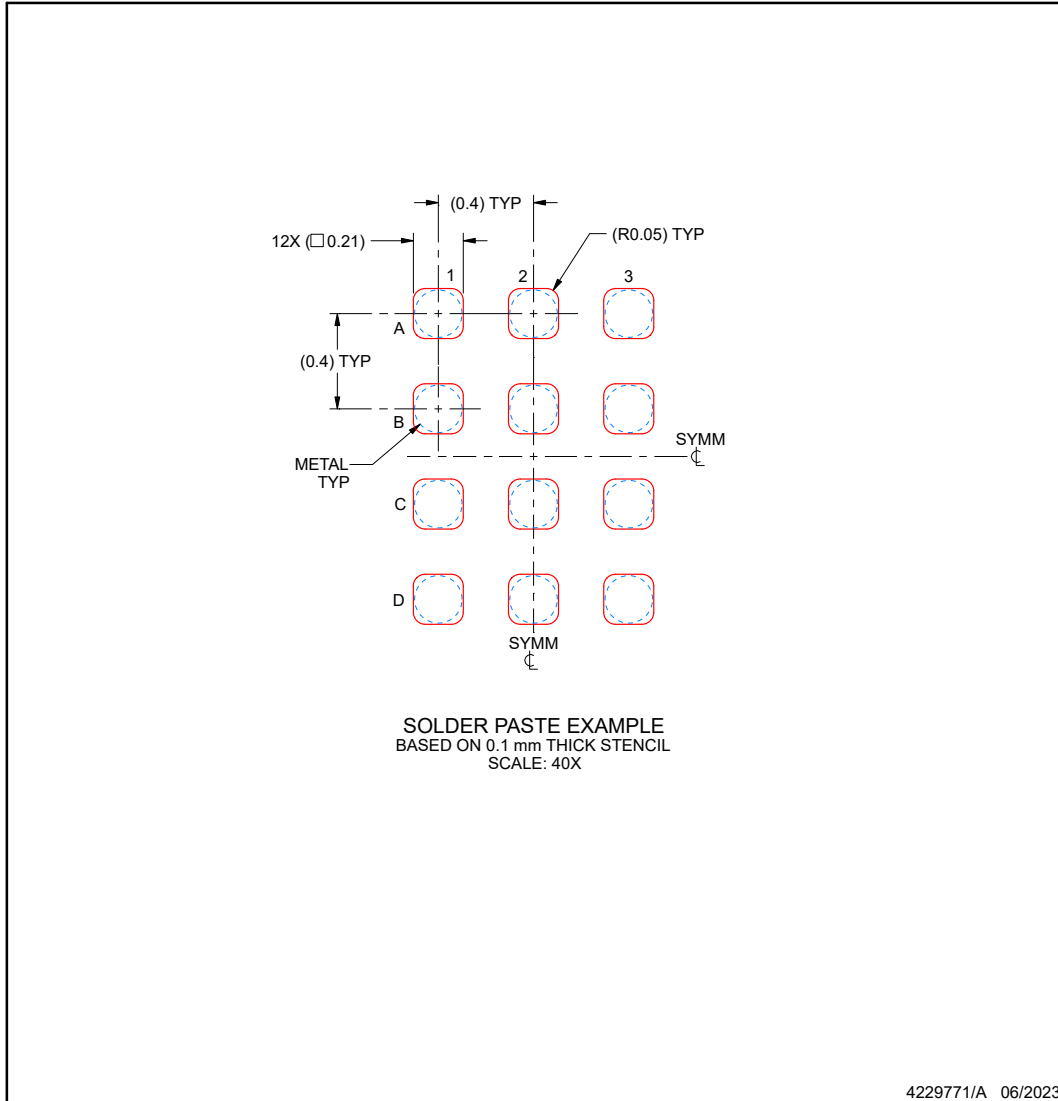 (0.4) TYP
12X (□0.21)
(R0.05) TYP
1
2
3
A
(0.4) TYP
B
SYMM
℄
METAL
TYP
C
D
SYMM
℄
SOLDER PASTE EXAMPLE
BASED ON 0.1 mm THICK STENCIL
SCALE: 40X
4229771/A 06/2023